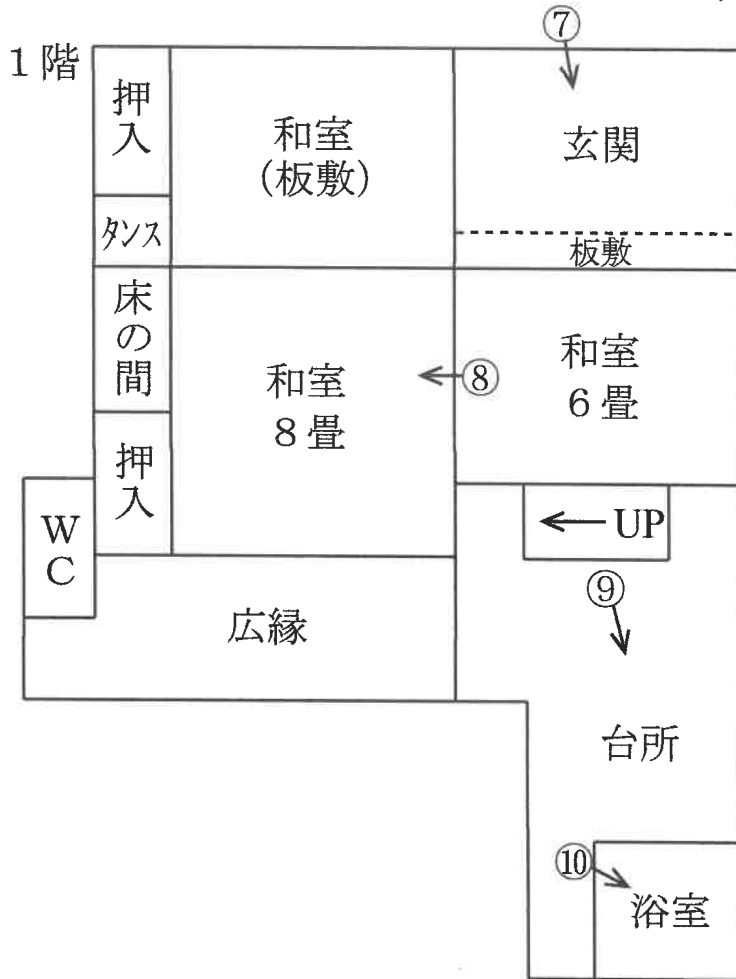 ⑦
1階
押入
和室
(板敷)
玄関
タンス
板敷
床の間
和室
8畳
⑧
和室
6畳
押入
WC
UP
⑨
広縁
台所
⑩
浴室